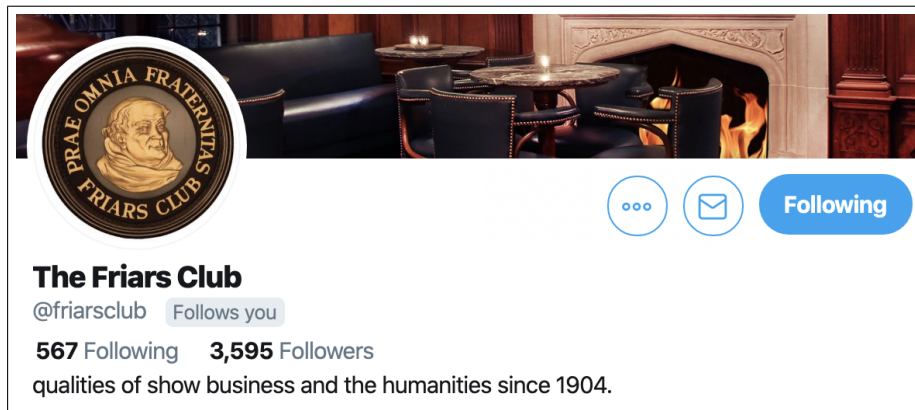 PRAE OMNIA FRATERNITAS
FRIARS CLUB
Following
The Friars Club
@friarsclub Follows you
567 Following 3,595 Followers
qualities of show business and the humanities since 1904.